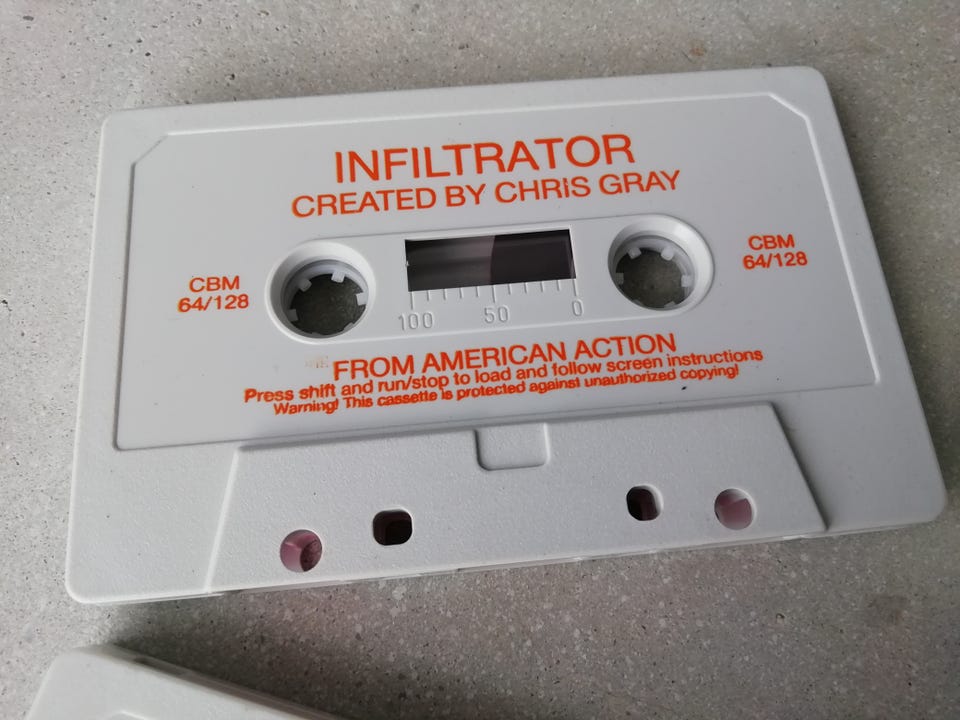 INFILTRATOR
CREATED BY CHRIS GRAY
CBM
64/128
CBM
64/128
100 50 0
FROM AMERICAN ACTION
Press shift and run/stop to load and follow screen instructions
Warning! This cassette is protected against unauthorized copying!